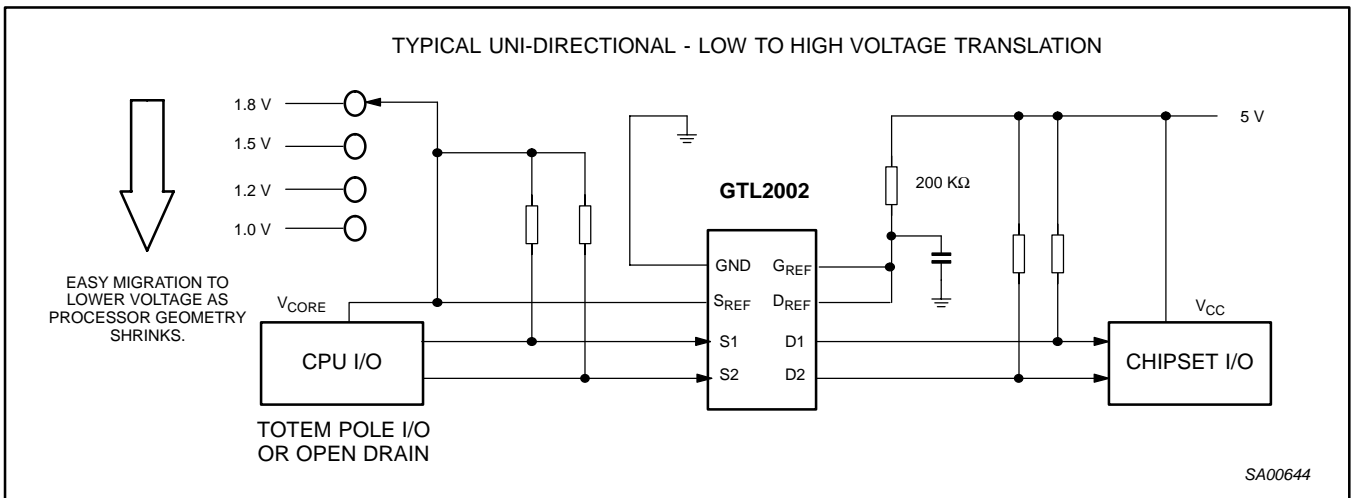 TYPICAL UNI-DIRECTIONAL - LOW TO HIGH VOLTAGE TRANSLATION
1.8 V
1.5 V
1.2 V
1.0 V
5 V
200 KΩ
GTL2002
EASY MIGRATION TO
LOWER VOLTAGE AS
PROCESSOR GEOMETRY
SHRINKS.
GND
GREF
SREF
DREF
S1
D1
S2
D2
VCORE
CPU I/O
VCC
CHIPSET I/O
TOTEM POLE I/O
OR OPEN DRAIN
SA00644